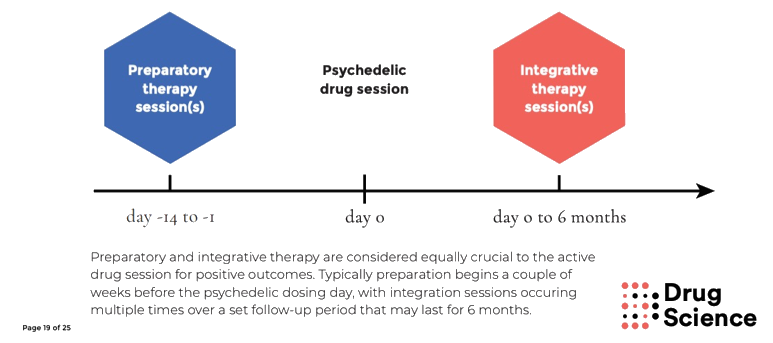 Preparatory
therapy
session(s)
Psychedelic
drug session
Integrative
therapy
session(s)
day -14 to -1
day 0
day 0 to 6 months
Preparatory and integrative therapy are considered equally crucial to the active
drug session for positive outcomes. Typically preparation begins a couple of
weeks before the psychedelic dosing day, with integration sessions occuring
multiple times over a set follow-up period that may last for 6 months.
Drug
Science
Page 19 of 25